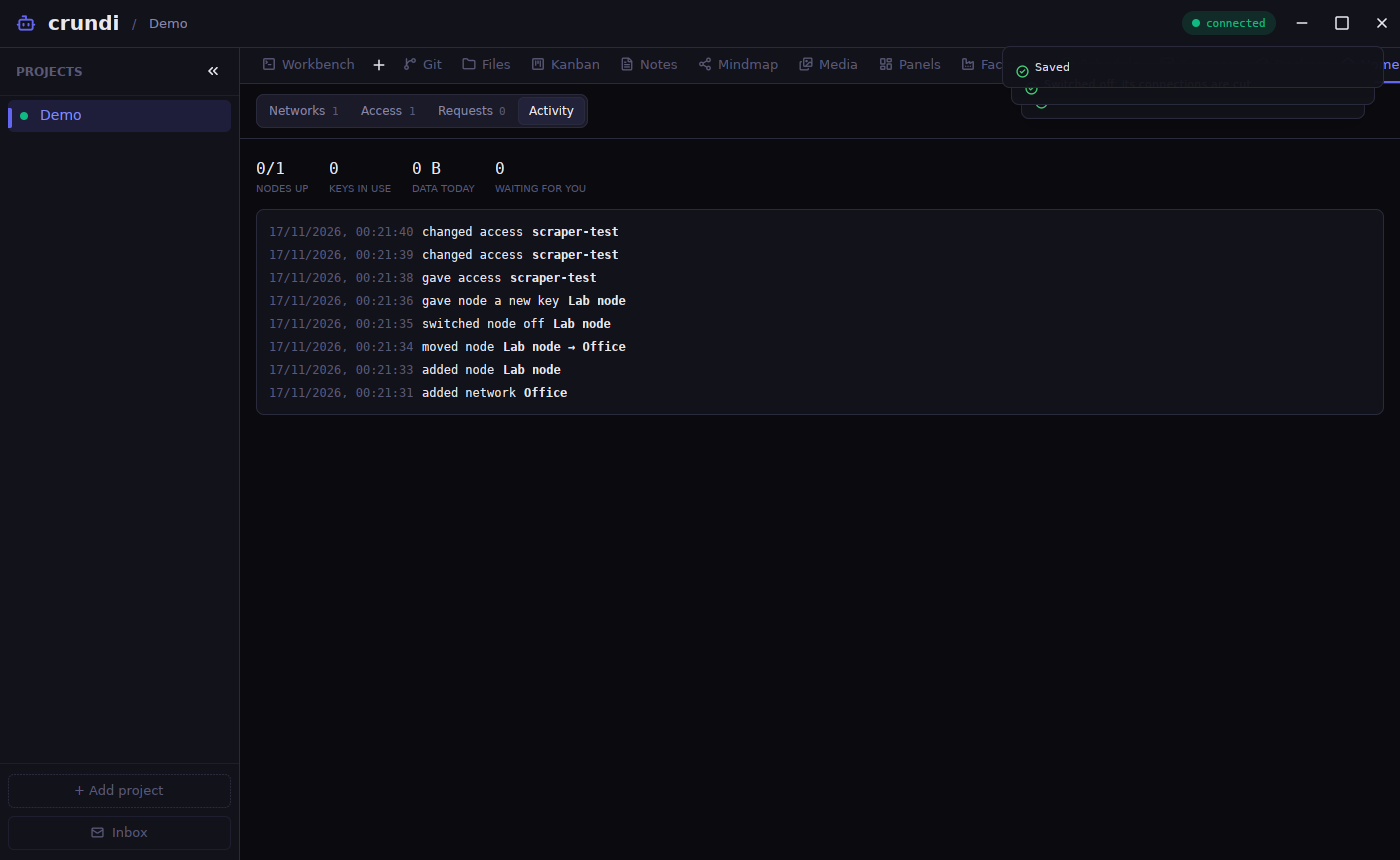 crundi / Demo
connected
PROJECTS
Workbench
Git
Files
Kanban
Notes
Mindmap
Media
Panels
Saved
Demo
Networks 1
Access 1
Requests 0
Activity
0/1
NODES UP
0
KEYS IN USE
0 B
DATA TODAY
0
WAITING FOR YOU
17/11/2026, 00:21:40 changed access scraper-test
17/11/2026, 00:21:39 changed access scraper-test
17/11/2026, 00:21:38 gave access scraper-test
17/11/2026, 00:21:36 gave node a new key Lab node
17/11/2026, 00:21:35 switched node off Lab node
17/11/2026, 00:21:34 moved node Lab node → Office
17/11/2026, 00:21:33 added node Lab node
17/11/2026, 00:21:31 added network Office
+ Add project
Inbox